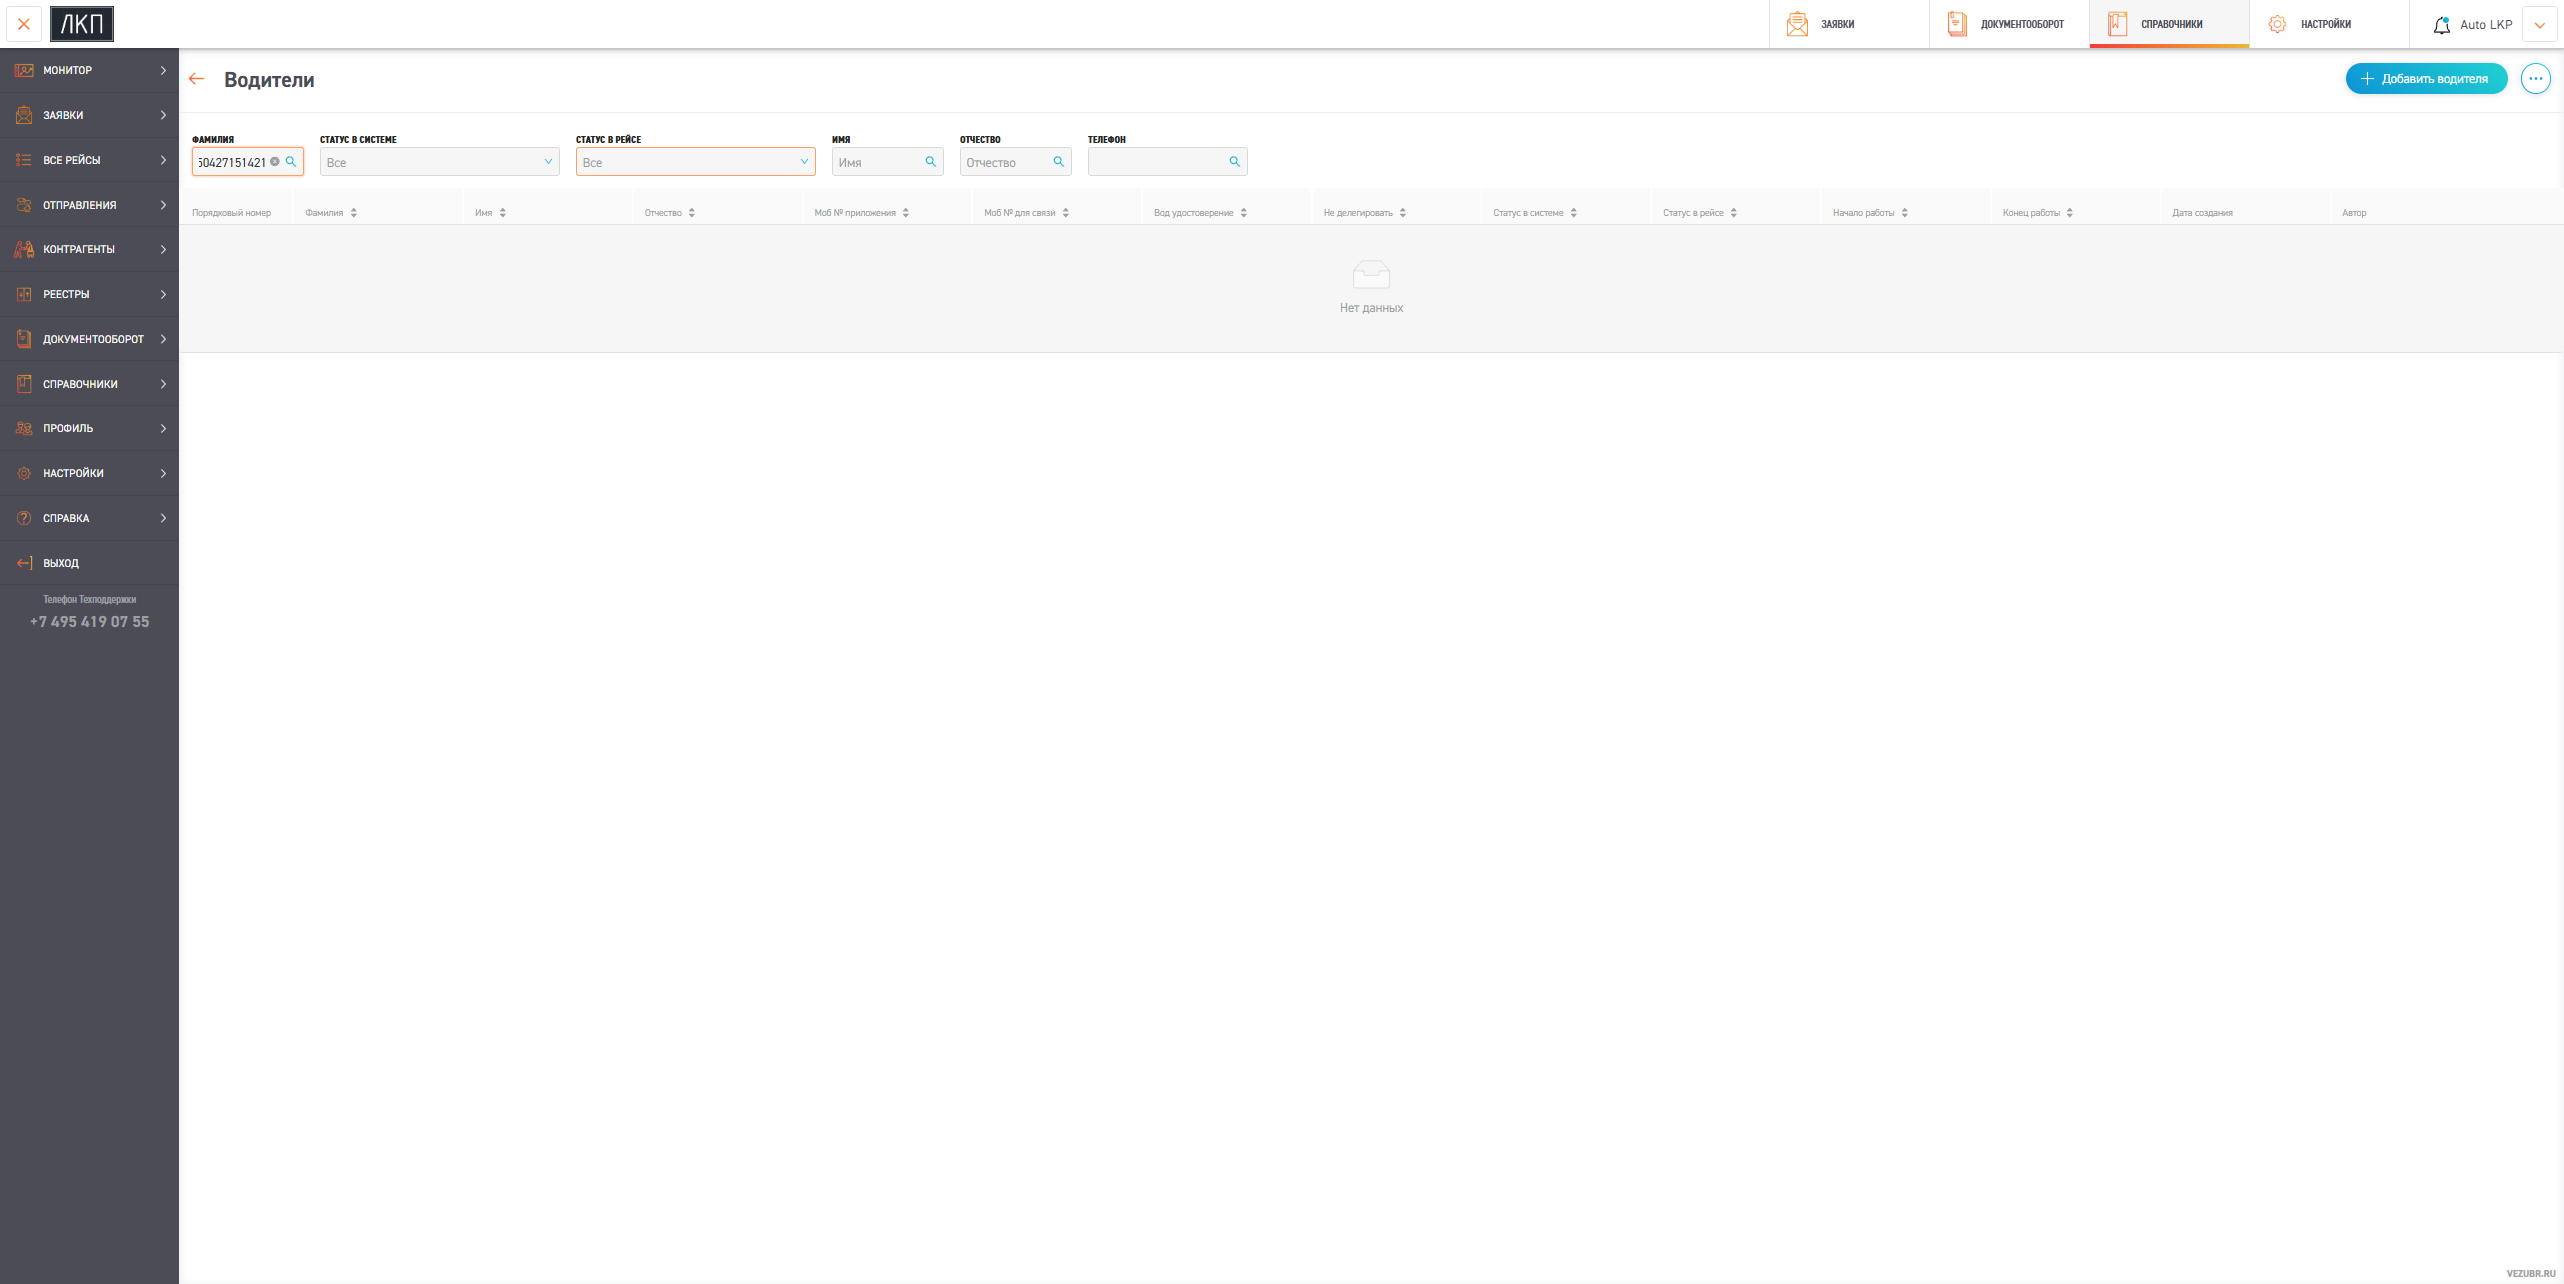 ЛКП
ЗАЯВКИ
ДОКУМЕНТООБОРОТ
СПРАВОЧНИКИ
НАСТРОЙКИ
Auto LKP
МОНИТОР
ЗАЯВКИ
ВСЕ РЕЙСЫ
ОТПРАВЛЕНИЯ
КОНТРАГЕНТЫ
РЕЕСТРЫ
ДОКУМЕНТООБОРОТ
СПРАВОЧНИКИ
ПРОФИЛЬ
НАСТРОЙКИ
СПРАВКА
ВЫХОД
Телефон Техподдержки
+7 495 419 07 55
Водители
Добавить водителя
ФАМИЛИЯ СТАТУС В СИСТЕМЕ СТАТУС В РЕЙСЕ ИМЯ ОТЧЕСТВО ТЕЛЕФОН
50427151421 Все Все Имя Отчество
Порядковый номер Фамилия Имя Отчество Моб № приложения Моб № для связи Вод удостоверение Не делегировать Статус в системе Статус в рейсе Начало работы Конец работы Дата создания Автор
Нет данных
VEZUBR.RU